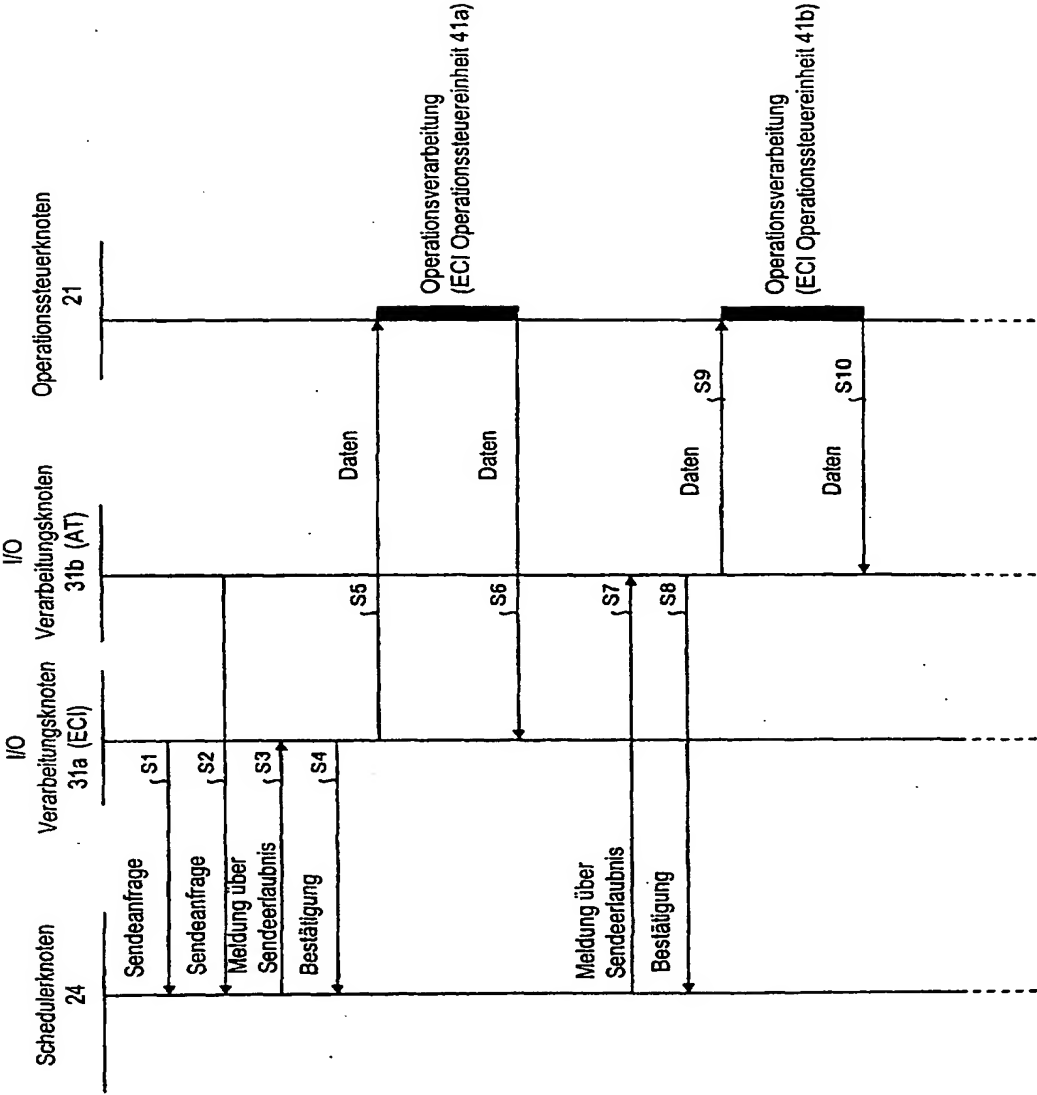 Schedulerknoten
24
I/O
Verarbeitungsknoten
31a (ECI)
I/O
Verarbeitungsknoten
31b (AT)
Operationssteuerknoten
21
Sendeanfrage
S1
Sendeanfrage
S2
Meldung über
Sendeerlaubnis
S3
Bestätigung
S4
S5
Daten
Operationsverarbeitung
(ECI Operationssteuereinheit 41a)
S6
Daten
Meldung über
Sendeerlaubnis
S7
Bestätigung
S8
Daten
S9
Operationsverarbeitung
(ECI Operationssteuereinheit 41b)
Daten
S10